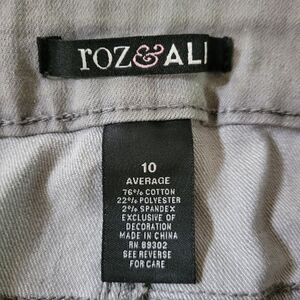 roz&ALI
10
AVERAGE
76% COTTON
22% POLYESTER
2% SPANDEX
EXCLUSIVE OF
DECORATION
MADE IN CHINA
RN 89302
SEE REVERSE
FOR CARE